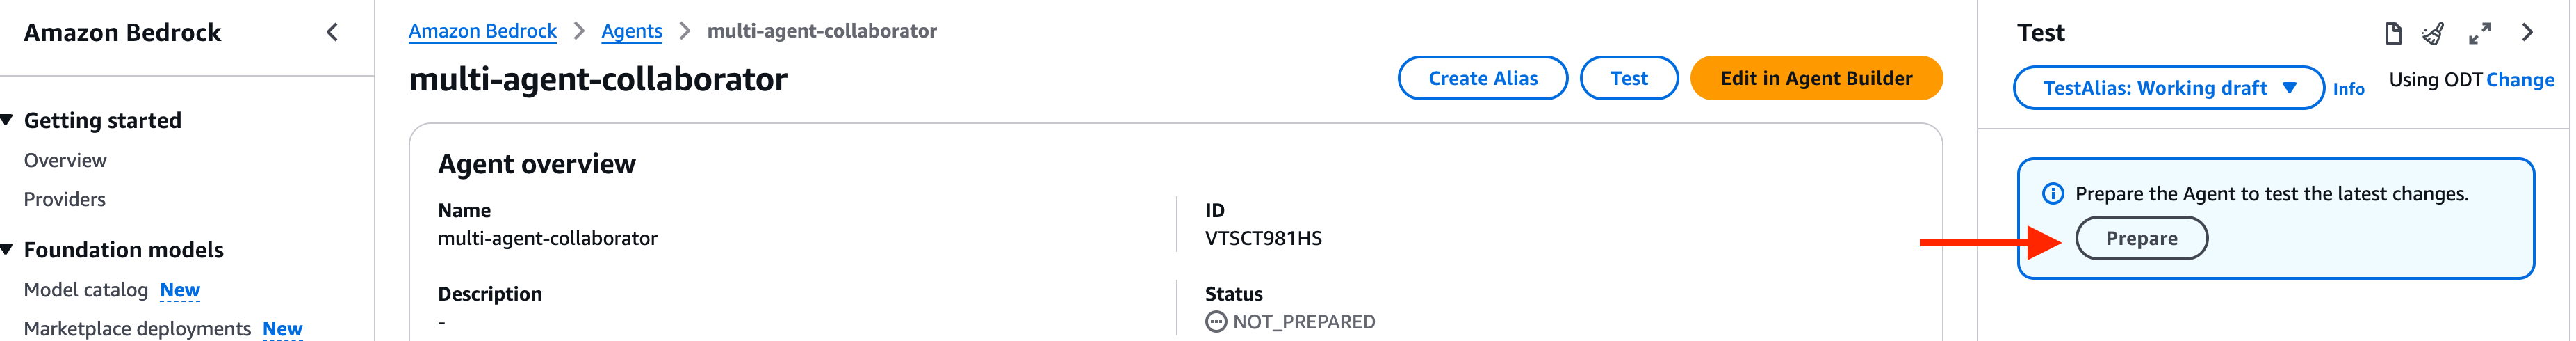 Amazon Bedrock
Getting started
Overview
Providers
Foundation models
Model catalog New
Marketplace deployments New
Amazon Bedrock > Agents > multi-agent-collaborator
multi-agent-collaborator
Create Alias
Test
Edit in Agent Builder
Agent overview
Name
multi-agent-collaborator
ID
VTSCT981HS
Description
-
Status
NOT_PREPARED
Test
TestAlias: Working draft
Info
Using ODT Change
Prepare the Agent to test the latest changes.
Prepare